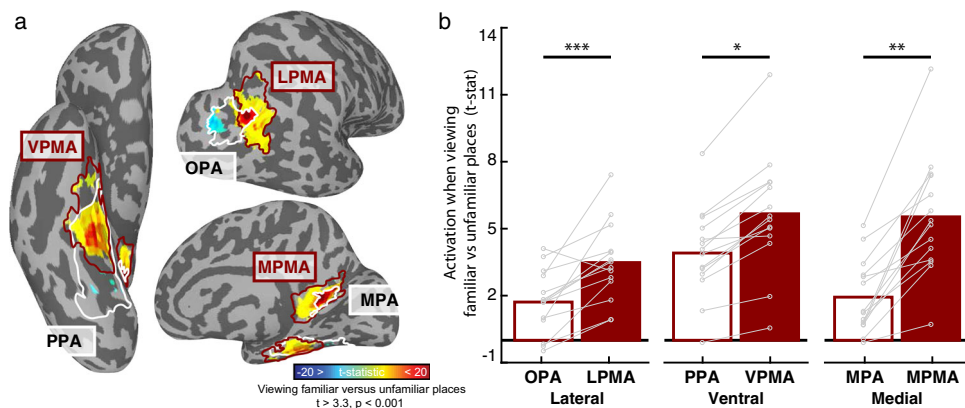 a
LPMA
VPMA
OPA
MPMA
MPA
PPA
-20 > t-statistic < 20
Viewing familiar versus unfamiliar places
t > 3.3, p < 0.001
b
Activation when viewing
familiar vs unfamiliar places (t-stat)
14
11
8
5
2
-1
***
*
**
OPA LPMA PPA VPMA MPA MPMA
Lateral Ventral Medial